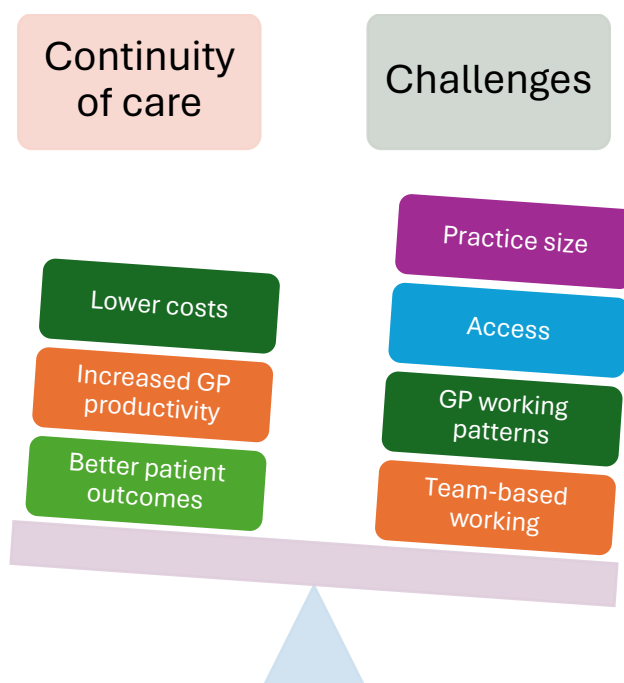 Continuity
of care
Challenges
Lower costs
Increased GP
productivity
Better patient
outcomes
Practice size
Access
GP working
patterns
Team-based
working